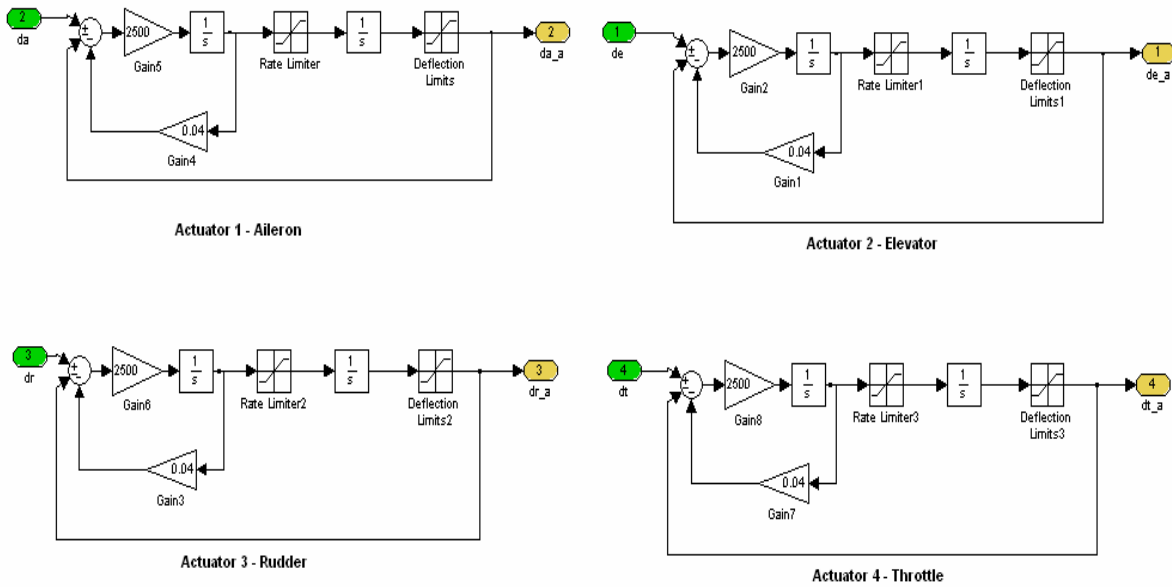 2
da
±
−
2500
Gain5
1
s
Rate Limiter
1
s
Deflection
Limits
2
da_a
0.04
Gain4
Actuator 1 - Aileron
1
de
±
−
2500
Gain2
1
s
Rate Limiter1
1
s
Deflection
Limits1
1
de_a
0.04
Gain1
Actuator 2 - Elevator
3
dr
±
−
2500
Gain6
1
s
Rate Limiter2
1
s
Deflection
Limits2
3
dr_a
0.04
Gain3
Actuator 3 - Rudder
4
dt
±
−
2500
Gain8
1
s
Rate Limiter3
1
s
Deflection
Limits3
4
dt_a
0.04
Gain7
Actuator 4 - Throttle